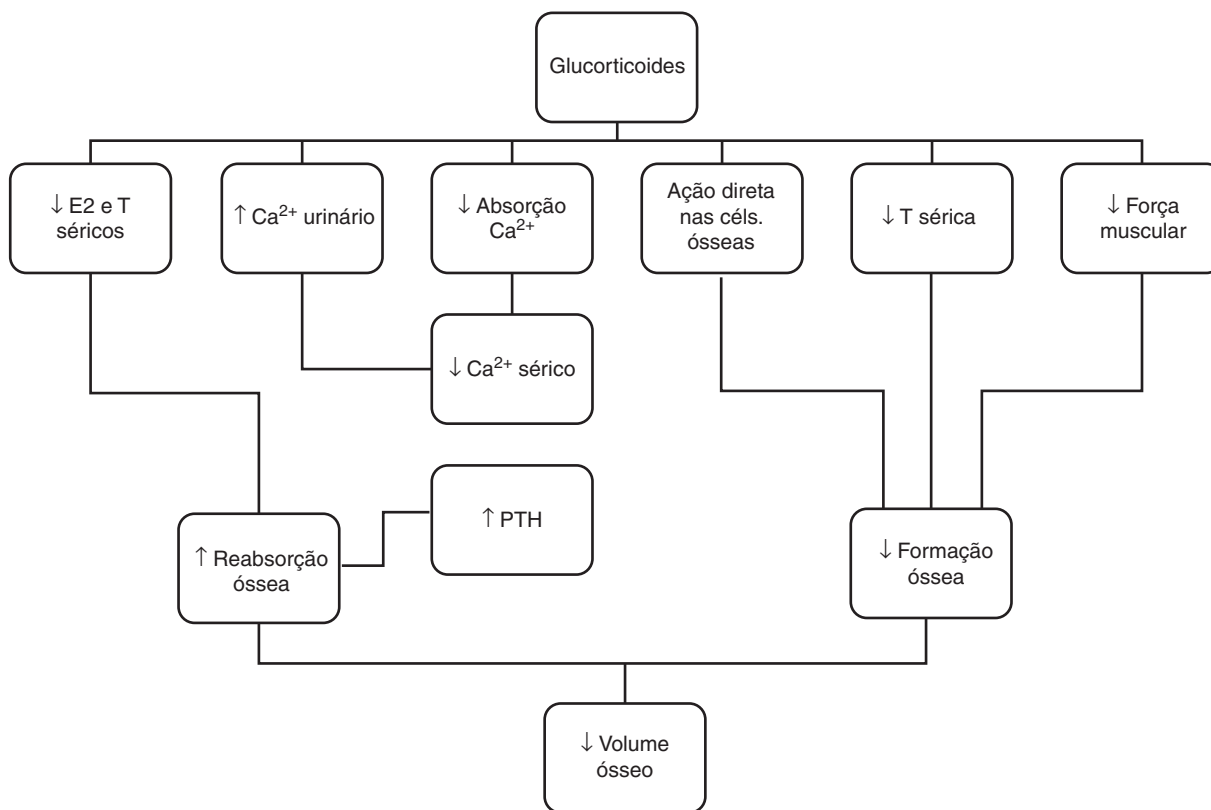 Glucorticoides
↓ E2 e T
séricos
↑ Ca²⁺ urinário
↓ Absorção
Ca²⁺
Ação direta
nas céls.
ósseas
↓ T sérica
↓ Força
muscular
↓ Ca²⁺ sérico
↑ PTH
↑ Reabsorção
óssea
↓ Formação
óssea
↓ Volume
ósseo